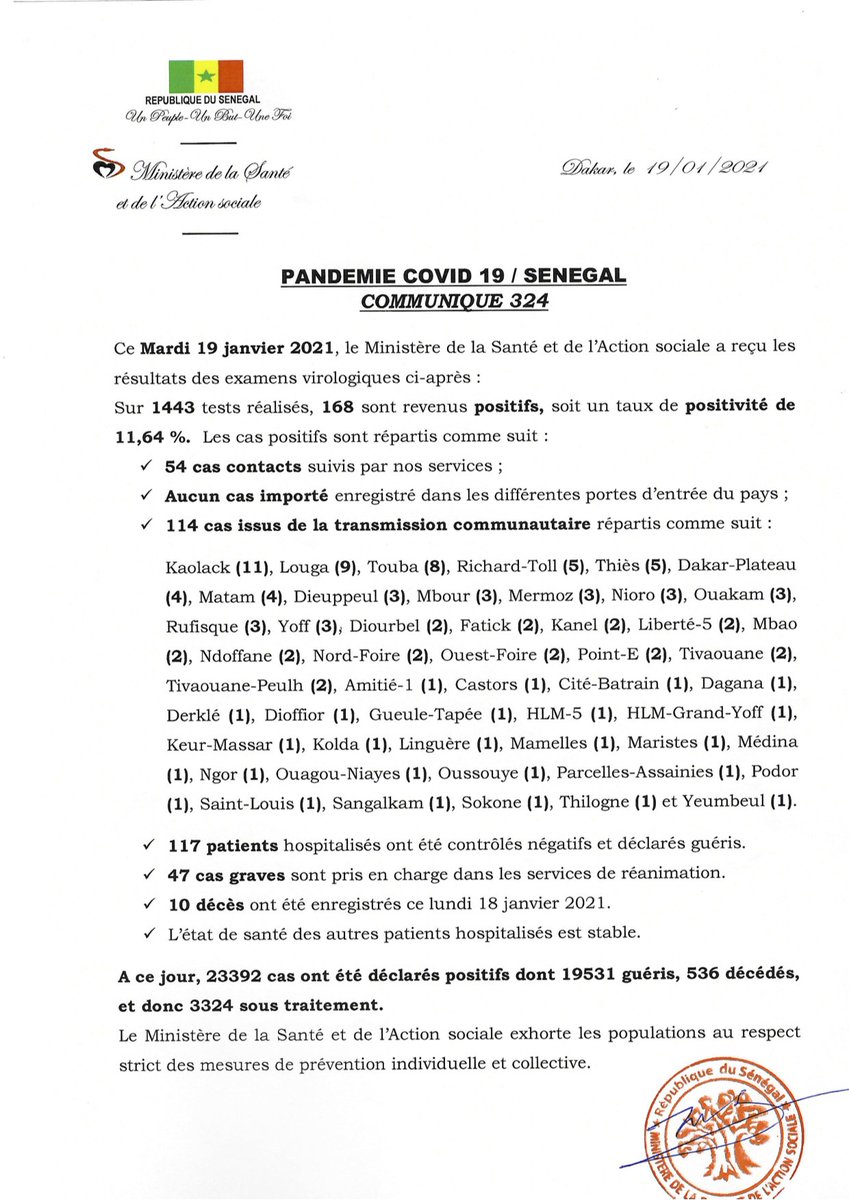 REPUBLIQUE DU SENEGAL
Un Peuple-Un But-Une Foi
Ministère de la Santé
et de l'Action sociale
Dakar, le 19/01/2021
PANDEMIE COVID 19 / SENEGAL
COMMUNIQUE 324
Ce Mardi 19 janvier 2021, le Ministère de la Santé et de l'Action sociale a reçu les
résultats des examens virologiques ci-après :
Sur 1443 tests réalisés, 168 sont revenus positifs, soit un taux de positivité de
11,64 %. Les cas positifs sont répartis comme suit :
✓ 54 cas contacts suivis par nos services ;
✓ Aucun cas importé enregistré dans les différentes portes d'entrée du pays ;
✓ 114 cas issus de la transmission communautaire répartis comme suit :
Kaolack (11), Louga (9), Touba (8), Richard-Toll (5), Thiès (5), Dakar-Plateau
(4), Matam (4), Dieuppeul (3), Mbour (3), Mermoz (3), Nioro (3), Ouakam (3),
Rufisque (3), Yoff (3), Diourbel (2), Fatick (2), Kanel (2), Liberté-5 (2), Mbao
(2), Ndoffane (2), Nord-Foire (2), Ouest-Foire (2), Point-E (2), Tivaouane (2),
Tivaouane-Peulh (2), Amitié-1 (1), Castors (1), Cité-Batrain (1), Dagana (1),
Derklé (1), Dioffior (1), Gueule-Tapée (1), HLM-5 (1), HLM-Grand-Yoff (1),
Keur-Massar (1), Kolda (1), Linguère (1), Mamelles (1), Maristes (1), Médina
(1), Ngor (1), Ouagou-Niayes (1), Oussouye (1), Parcelles-Assainies (1), Podor
(1), Saint-Louis (1), Sangalkam (1), Sokone (1), Thilogne (1) et Yeumbeul (1).
✓ 117 patients hospitalisés ont été contrôlés négatifs et déclarés guéris.
✓ 47 cas graves sont pris en charge dans les services de réanimation.
✓ 10 décès ont été enregistrés ce lundi 18 janvier 2021.
✓ L'état de santé des autres patients hospitalisés est stable.
A ce jour, 23392 cas ont été déclarés positifs dont 19531 guéris, 536 décédés,
et donc 3324 sous traitement.
Le Ministère de la Santé et de l'Action sociale exhorte les populations au respect
strict des mesures de prévention individuelle et collective.
République du Sénégal
MINISTÈRE DE LA DE L'ACTION SOCIALE